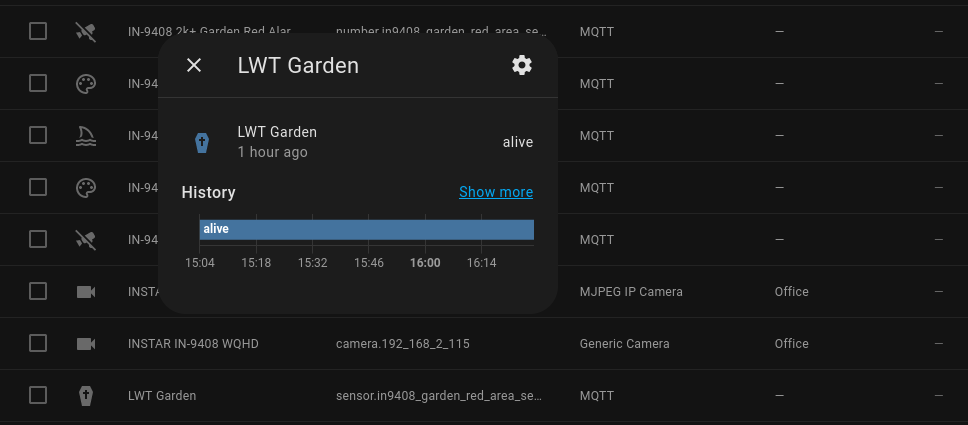 IN-9408 2k+ Garden Red Alar
number.in9408_garden_red_area_se…
MQTT
–
–
LWT Garden
IN-94
MQTT
–
–
LWT Garden
1 hour ago
alive
IN-94
MQTT
–
–
History
Show more
IN-94
MQTT
–
–
alive
IN-94
MQTT
–
–
15:04 15:18 15:32 15:46 16:00 16:14
INSTA
MJPEG IP Camera
Office
–
INSTAR IN-9408 WQHD
camera.192_168_2_115
Generic Camera
Office
–
LWT Garden
sensor.in9408_garden_red_area_se…
MQTT
–
–